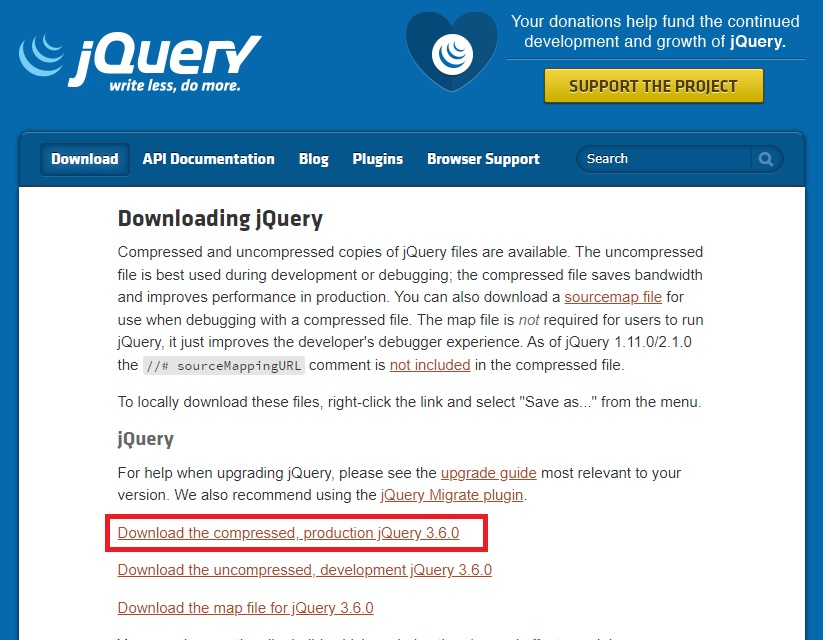 Your donations help fund the continued
development and growth of jQuery.
jQuery
write less, do more.
SUPPORT THE PROJECT
Download API Documentation Blog Plugins Browser Support Search
Downloading jQuery
Compressed and uncompressed copies of jQuery files are available. The uncompressed
file is best used during development or debugging; the compressed file saves bandwidth
and improves performance in production. You can also download a sourcemap file for
use when debugging with a compressed file. The map file is not required for users to run
jQuery, it just improves the developer's debugger experience. As of jQuery 1.11.0/2.1.0
the //# sourceMappingURL comment is not included in the compressed file.
To locally download these files, right-click the link and select "Save as..." from the menu.
jQuery
For help when upgrading jQuery, please see the upgrade guide most relevant to your
version. We also recommend using the jQuery Migrate plugin.
Download the compressed, production jQuery 3.6.0
Download the uncompressed, development jQuery 3.6.0
Download the map file for jQuery 3.6.0